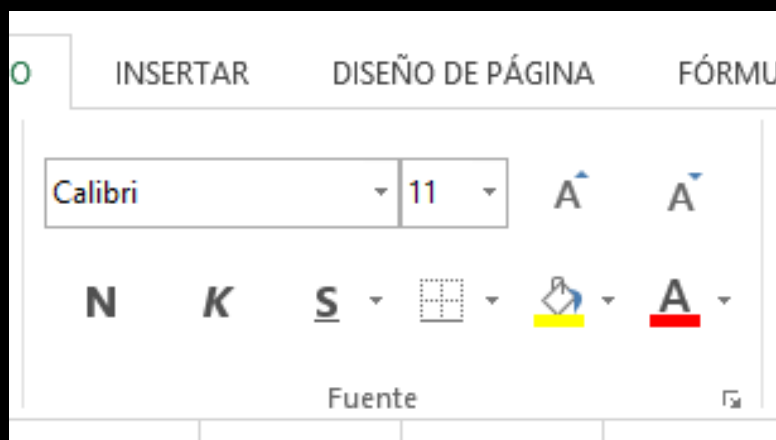 O INSERTAR DISEÑO DE PÁGINA FÓRMU
Calibri 11 A A
N K S A
Fuente